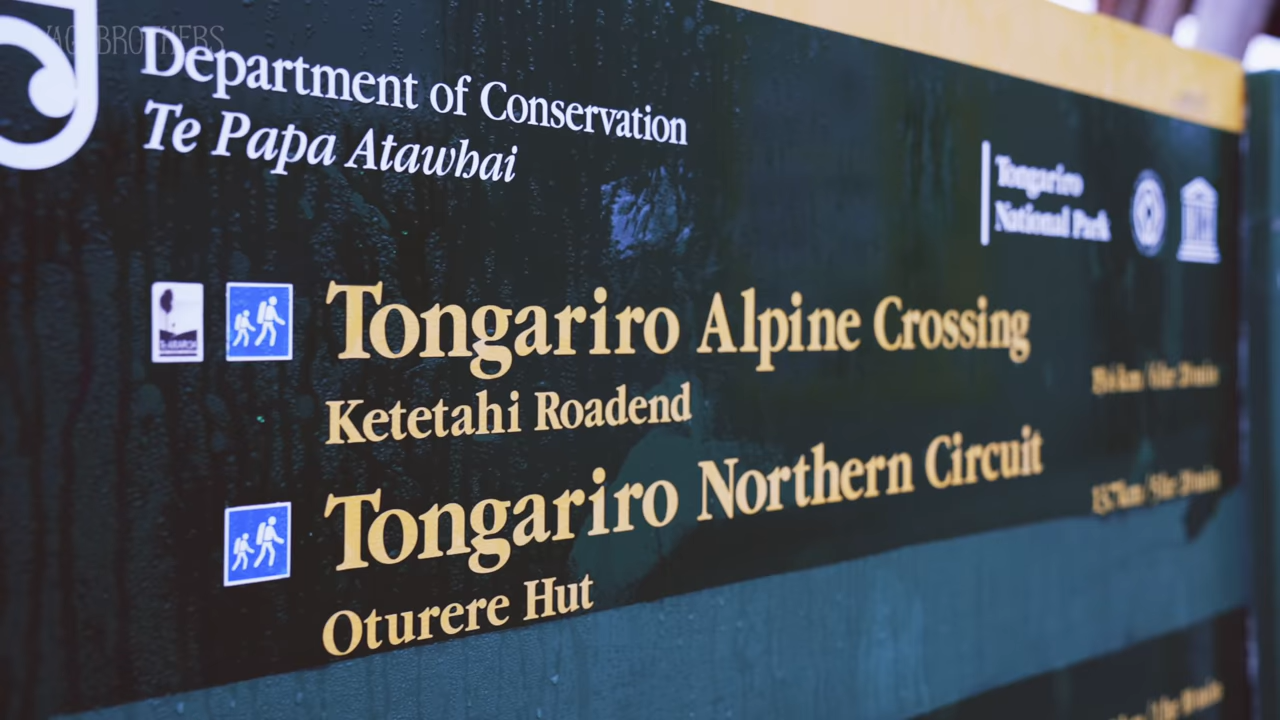 Department of Conservation
Te Papa Atawhai
Tongariro
National Park
Tongariro Alpine Crossing
Ketetahi Roadend
Tongariro Northern Circuit
Oturere Hut